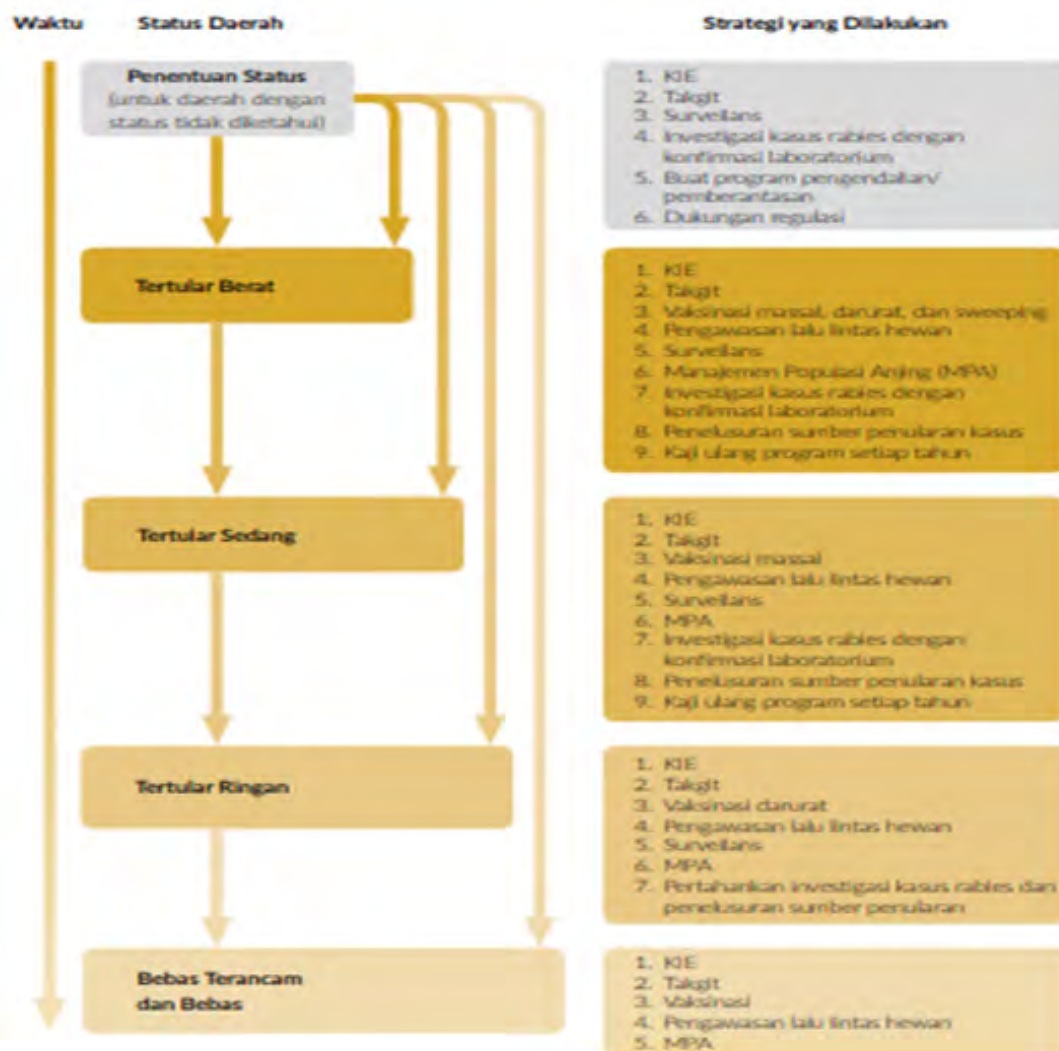 Waktu
Status Daerah
Strategi yang Dilakukan
Penentuan Status
(untuk daerah dengan
status tidak diketahui)
1. KIE
2. Takgit
3. Surveilans
4. Investigasi kasus rabies dengan
konfirmasi laboratorium
5. Buat program pengendalian/
pemberantasan
6. Dukungan regulasi
Tertular Berat
1. KIE
2. Takgit
3. Vaksinasi massal, darurat, dan sweeping
4. Pengawasan lalu lintas hewan
5. Surveilans
6. Manajemen Populasi Anjing (MPA)
7. Investigasi kasus rabies dengan
konfirmasi laboratorium
8. Penelusuran sumber penularan kasus
9. Kaji ulang program setiap tahun
Tertular Sedang
1. KIE
2. Takgit
3. Vaksinasi massal
4. Pengawasan lalu lintas hewan
5. Surveilans
6. MPA
7. Investigasi kasus rabies dengan
konfirmasi laboratorium
8. Penelusuran sumber penularan kasus
9. Kaji ulang program setiap tahun
Tertular Ringan
1. KIE
2. Takgit
3. Vaksinasi darurat
4. Pengawasan lalu lintas hewan
5. Surveilans
6. MPA
7. Pertahankan investigasi kasus rabies dan
penelusuran sumber penularan
Bebas Terancam
dan Bebas
1. KIE
2. Takgit
3. Vaksinasi
4. Pengawasan lalu lintas hewan
5. MPA